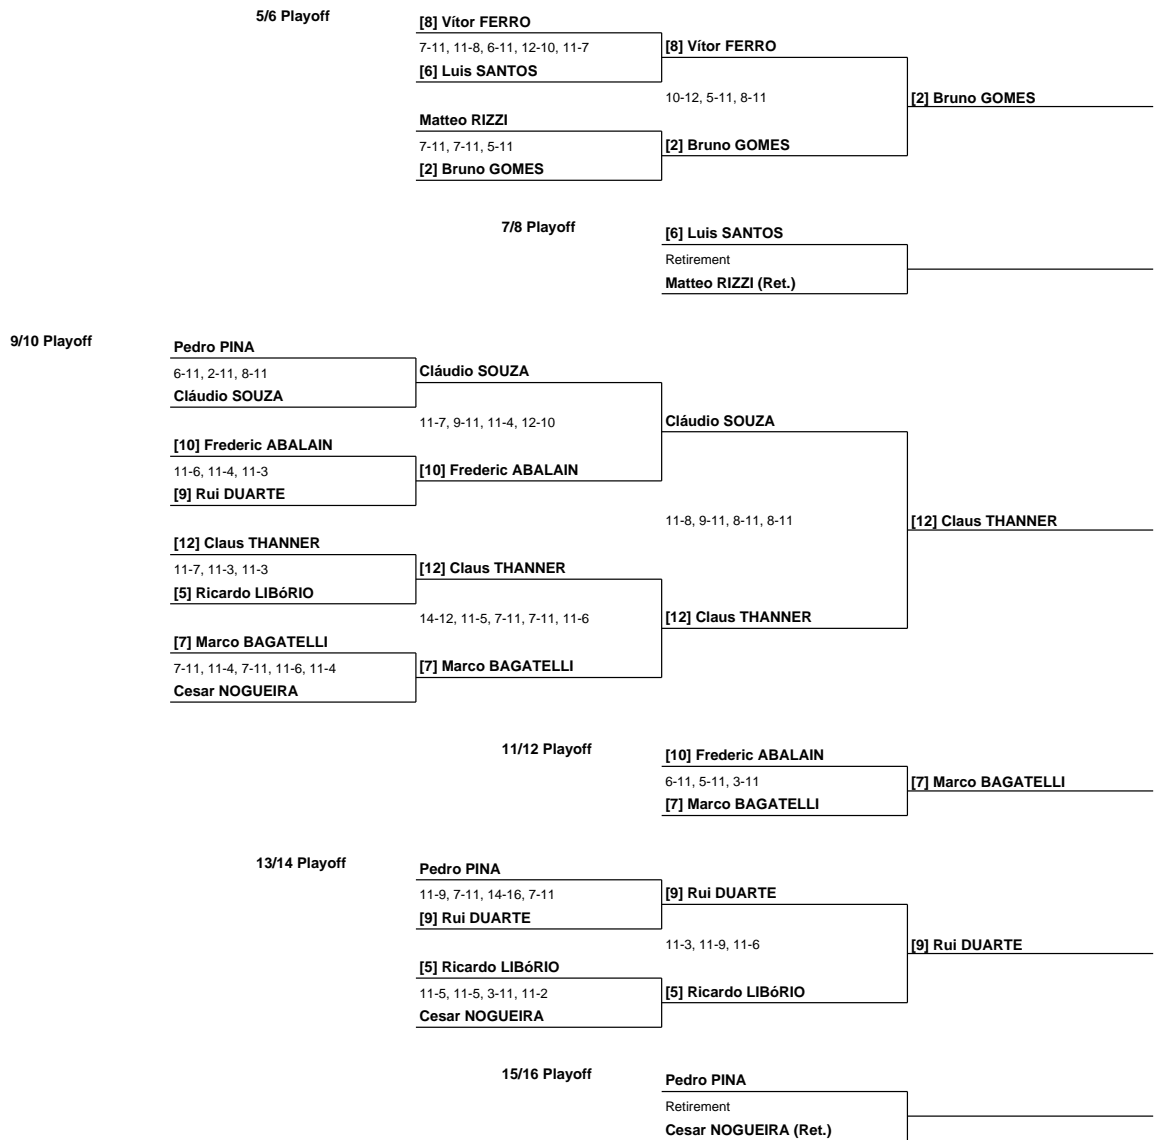 5/6 Playoff
[8] Vítor FERRO
7-11, 11-8, 6-11, 12-10, 11-7
[8] Vítor FERRO
[6] Luis SANTOS
10-12, 5-11, 8-11
[2] Bruno GOMES
Matteo RIZZI
7-11, 7-11, 5-11
[2] Bruno GOMES
[2] Bruno GOMES
7/8 Playoff
[6] Luis SANTOS
Retirement
Matteo RIZZI (Ret.)
9/10 Playoff
Pedro PINA
6-11, 2-11, 8-11
Cláudio SOUZA
Cláudio SOUZA
11-7, 9-11, 11-4, 12-10
Cláudio SOUZA
[10] Frederic ABALAIN
11-6, 11-4, 11-3
[10] Frederic ABALAIN
[9] Rui DUARTE
11-8, 9-11, 8-11, 8-11
[12] Claus THANNER
[12] Claus THANNER
11-7, 11-3, 11-3
[12] Claus THANNER
[5] Ricardo LIBóRIO
14-12, 11-5, 7-11, 7-11, 11-6
[12] Claus THANNER
[7] Marco BAGATELLI
7-11, 11-4, 7-11, 11-6, 11-4
[7] Marco BAGATELLI
Cesar NOGUEIRA
11/12 Playoff
[10] Frederic ABALAIN
6-11, 5-11, 3-11
[7] Marco BAGATELLI
[7] Marco BAGATELLI
13/14 Playoff
Pedro PINA
11-9, 7-11, 14-16, 7-11
[9] Rui DUARTE
[9] Rui DUARTE
11-3, 11-9, 11-6
[9] Rui DUARTE
[5] Ricardo LIBóRIO
11-5, 11-5, 3-11, 11-2
[5] Ricardo LIBóRIO
Cesar NOGUEIRA
15/16 Playoff
Pedro PINA
Retirement
Cesar NOGUEIRA (Ret.)